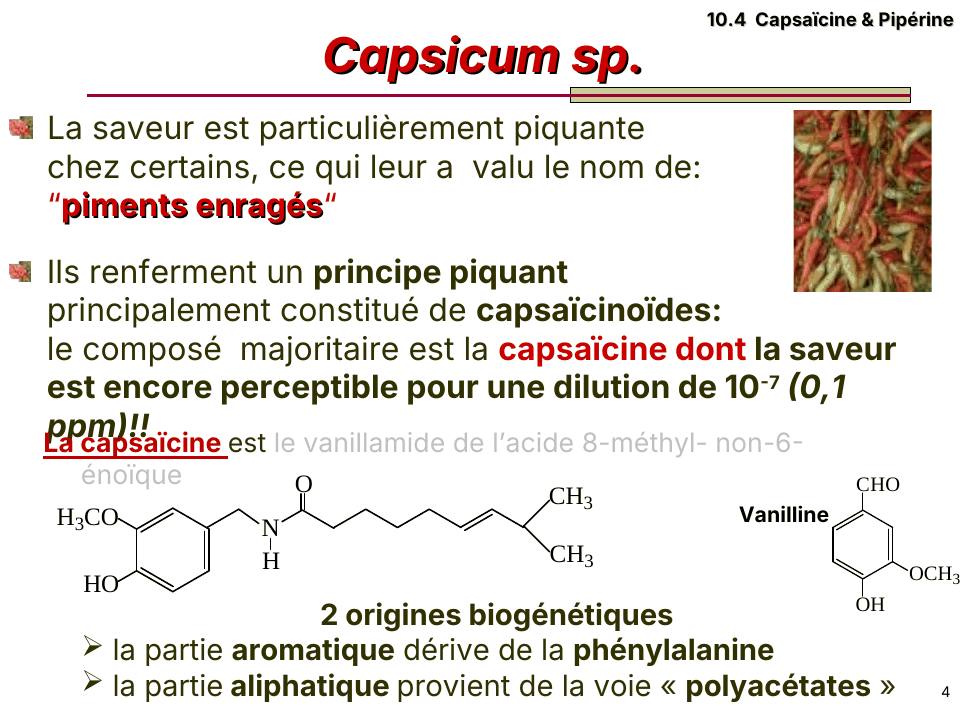 10.4 Capsaïcine & Pipérine
Capsicum sp.
La saveur est particulièrement piquante
chez certains, ce qui leur a valu le nom de:
“piments enragés“
Ils renferment un principe piquant
principalement constitué de capsaïcinoïdes:
le composé majoritaire est la capsaïcine dont la saveur
est encore perceptible pour une dilution de 10⁻⁷ (0,1
ppm)!!
La capsaïcine est le vanillamide de l’acide 8-méthyl- non-6-
énoïque
O
CH₃
H₃CO
N
H
CH₃
HO
CHO
Vanilline
OCH₃
OH
2 origines biogénétiques
la partie aromatique dérive de la phénylalanine
la partie aliphatique provient de la voie « polyacétates »
4